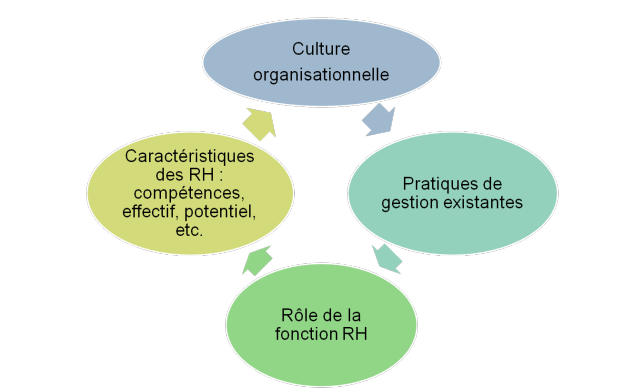 Culture
organisationnelle
Caractéristiques
des RH :
compétences,
effectif, potentiel,
etc.
Pratiques de
gestion existantes
Rôle de la
fonction RH